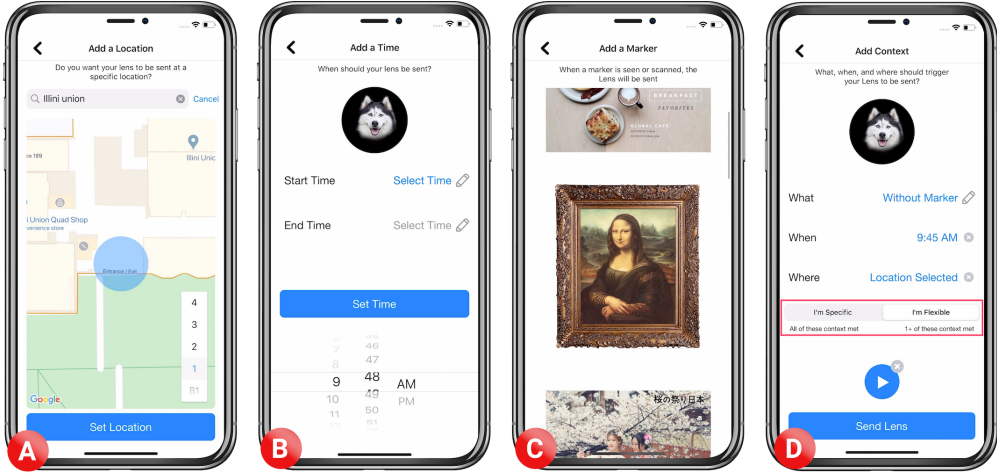 Add a Location
Do you want your lens to be sent at a
specific location?
Illini union
Cancel
Illini Unic
i Union Quad Shop
venience store
Entrance / Exit
4
3
2
1
B1
Google
Set Location
A
Add a Time
When should your lens be sent?
Start Time
Select Time
End Time
Select Time
Set Time
46
7
47
8
9 48 AM
10 49 PM
11 50
51
B
Add a Marker
When a marker is seen or scanned, the
Lens will be sent
BREAKFAST
FAVORITES
GLOBAL CAFE
桜の祭り日本
C
Add Context
What, when, and where should trigger
your Lens to be sent?
What
Without Marker
When
9:45 AM
Where
Location Selected
I'm Specific
I'm Flexible
All of these context met
1+ of these context met
Send Lens
D